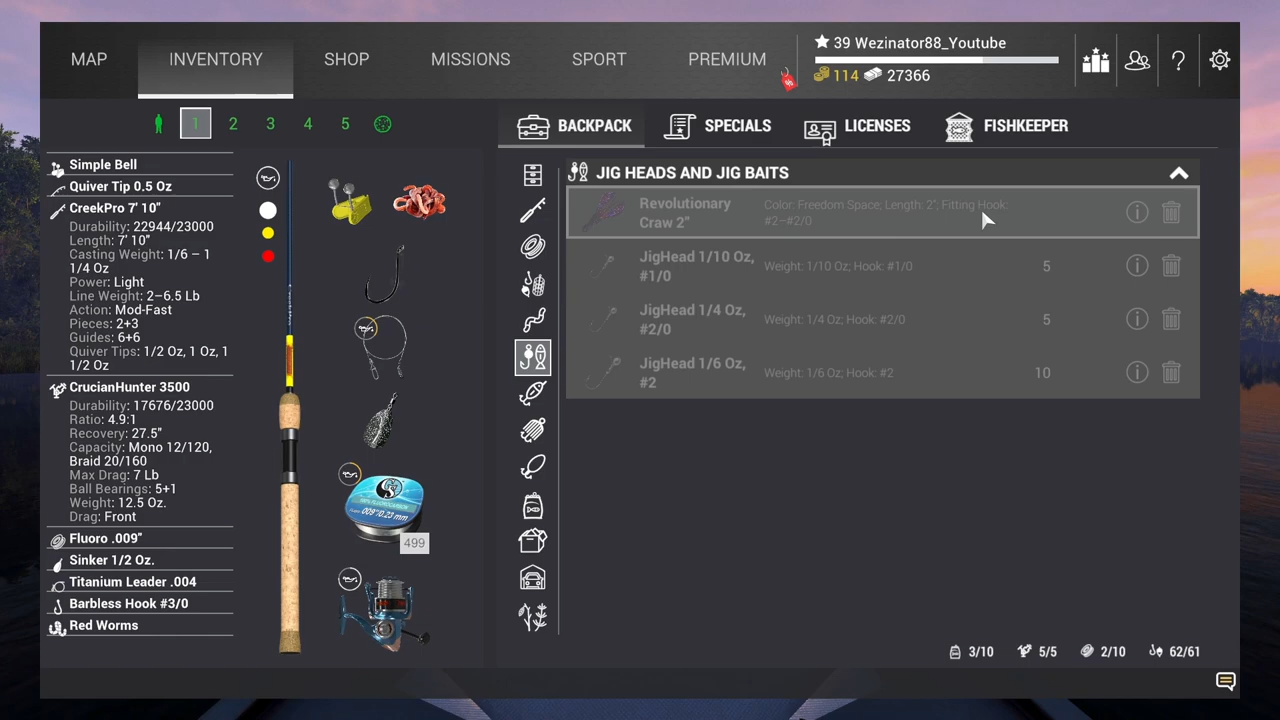 MAP INVENTORY SHOP MISSIONS SPORT PREMIUM
39 Wezinator88_Youtube
114 27366
1 2 3 4 5
BACKPACK SPECIALS LICENSES FISHKEEPER
Simple Bell
Quiver Tip 0.5 Oz
CreekPro 7' 10"
Durability: 22944/23000
Length: 7' 10"
Casting Weight: 1/6 – 1
1/4 Oz
Power: Light
Line Weight: 2–6.5 Lb
Action: Mod-Fast
Pieces: 2+3
Guides: 6+6
Quiver Tips: 1/2 Oz, 1 Oz, 1
1/2 Oz
CrucianHunter 3500
Durability: 17676/23000
Ratio: 4.9:1
Recovery: 27.5"
Capacity: Mono 12/120,
Braid 20/160
Max Drag: 7 Lb
Ball Bearings: 5+1
Weight: 12.5 Oz.
Drag: Front
Fluoro .009"
Sinker 1/2 Oz.
Titanium Leader .004
Barbless Hook #3/0
Red Worms
499
JIG HEADS AND JIG BAITS
Revolutionary
Craw 2"
Color: Freedom Space; Length: 2"; Fitting Hook:
#2–#2/0
JigHead 1/10 Oz,
#1/0
Weight: 1/10 Oz; Hook: #1/0
5
JigHead 1/4 Oz,
#2/0
Weight: 1/4 Oz; Hook: #2/0
5
JigHead 1/6 Oz,
#2
Weight: 1/6 Oz; Hook: #2
10
3/10 5/5 2/10 62/61